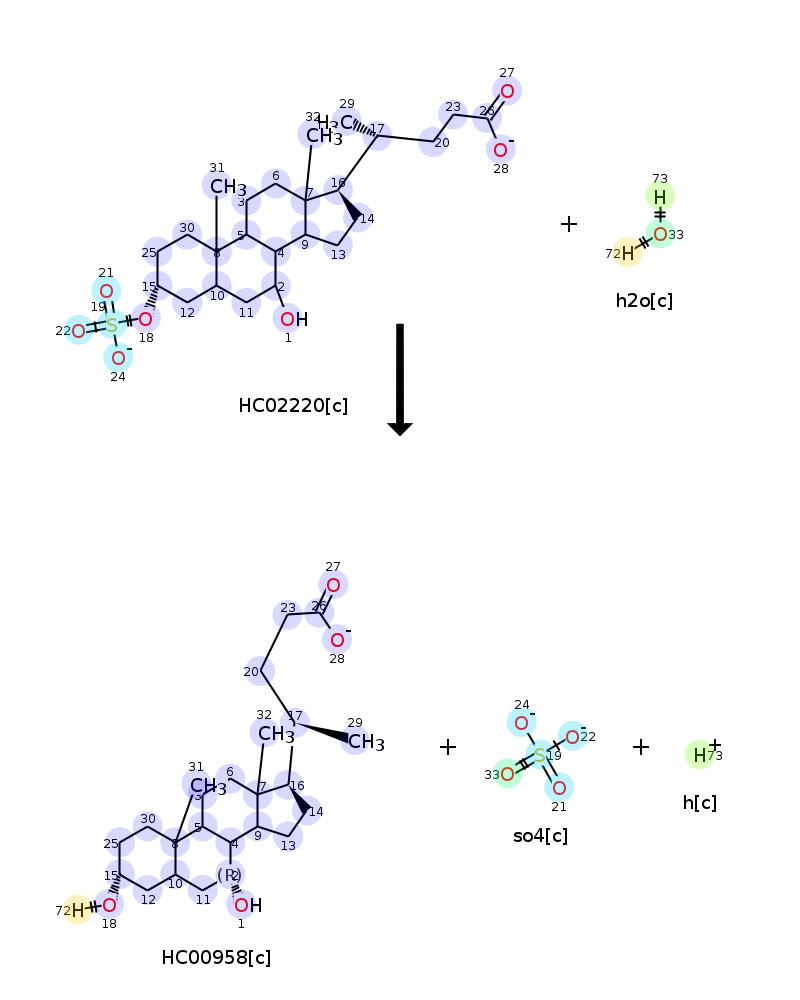 27
23
26
29
32
H₃C
17
CH₃
20
O
-
28
73
H
31
CH₃
6
16
3
7
14
33
O
30
5
72
H
25
8
4
9
13
h2o[c]
21
O
15
10
2
19
22
O
S
O
12
11
OH
18
1
O
-
24
HC02220[c]
27
O
23
26
O
-
28
20
17
32
CH₃
29
CH₃
24
O
-
O
-
22
31
CH₃
6
16
S
19
H
+
73
3
7
14
33
O
O
21
h[c]
30
5
25
8
4
9
13
so4[c]
15
10
(R)
2
72
H
O
12
11
OH
18
1
HC00958[c]